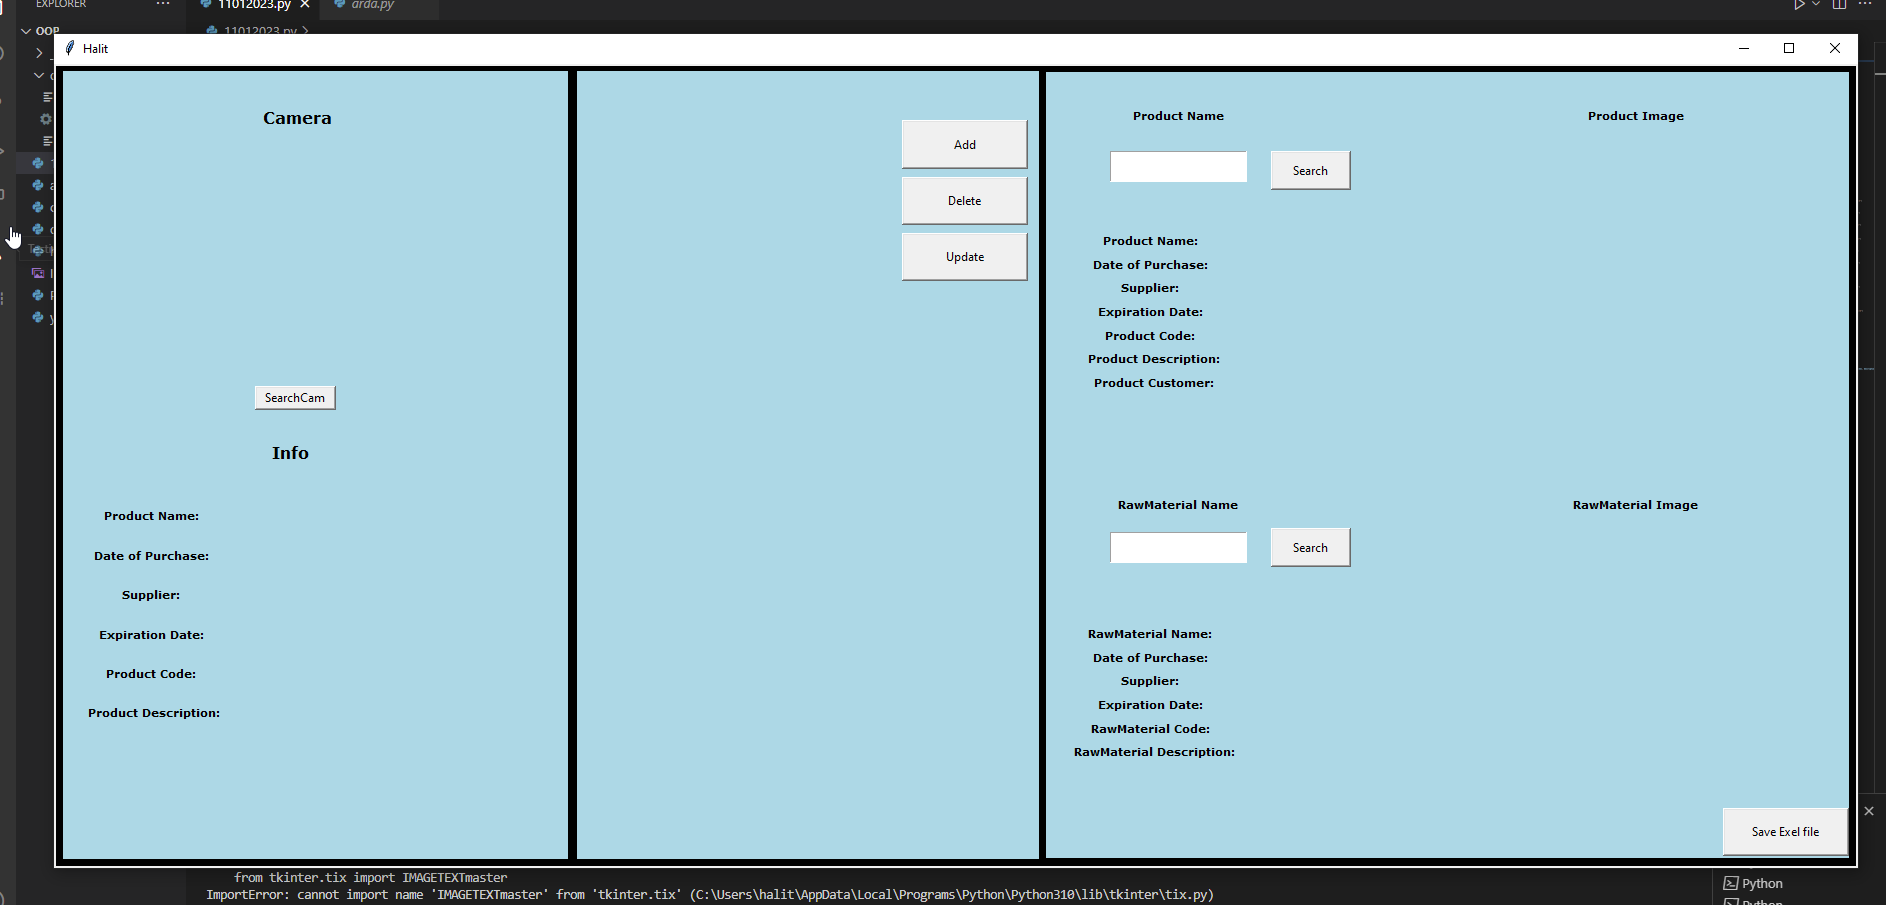 EXPLORER
11012023.py
arda.py
OOP
11012023.py
Halit
Camera
SearchCam
Info
Product Name:
Date of Purchase:
Supplier:
Expiration Date:
Product Code:
Product Description:
Add
Delete
Update
Product Name
Product Image
Search
Product Name:
Date of Purchase:
Supplier:
Expiration Date:
Product Code:
Product Description:
Product Customer:
RawMaterial Name
RawMaterial Image
Search
RawMaterial Name:
Date of Purchase:
Supplier:
Expiration Date:
RawMaterial Code:
RawMaterial Description:
Save Exel file
from tkinter.tix import IMAGETEXTmaster
ImportError: cannot import name 'IMAGETEXTmaster' from 'tkinter.tix' (C:\Users\halit\AppData\Local\Programs\Python\Python310\lib\tkinter\tix.py)
Python
Python